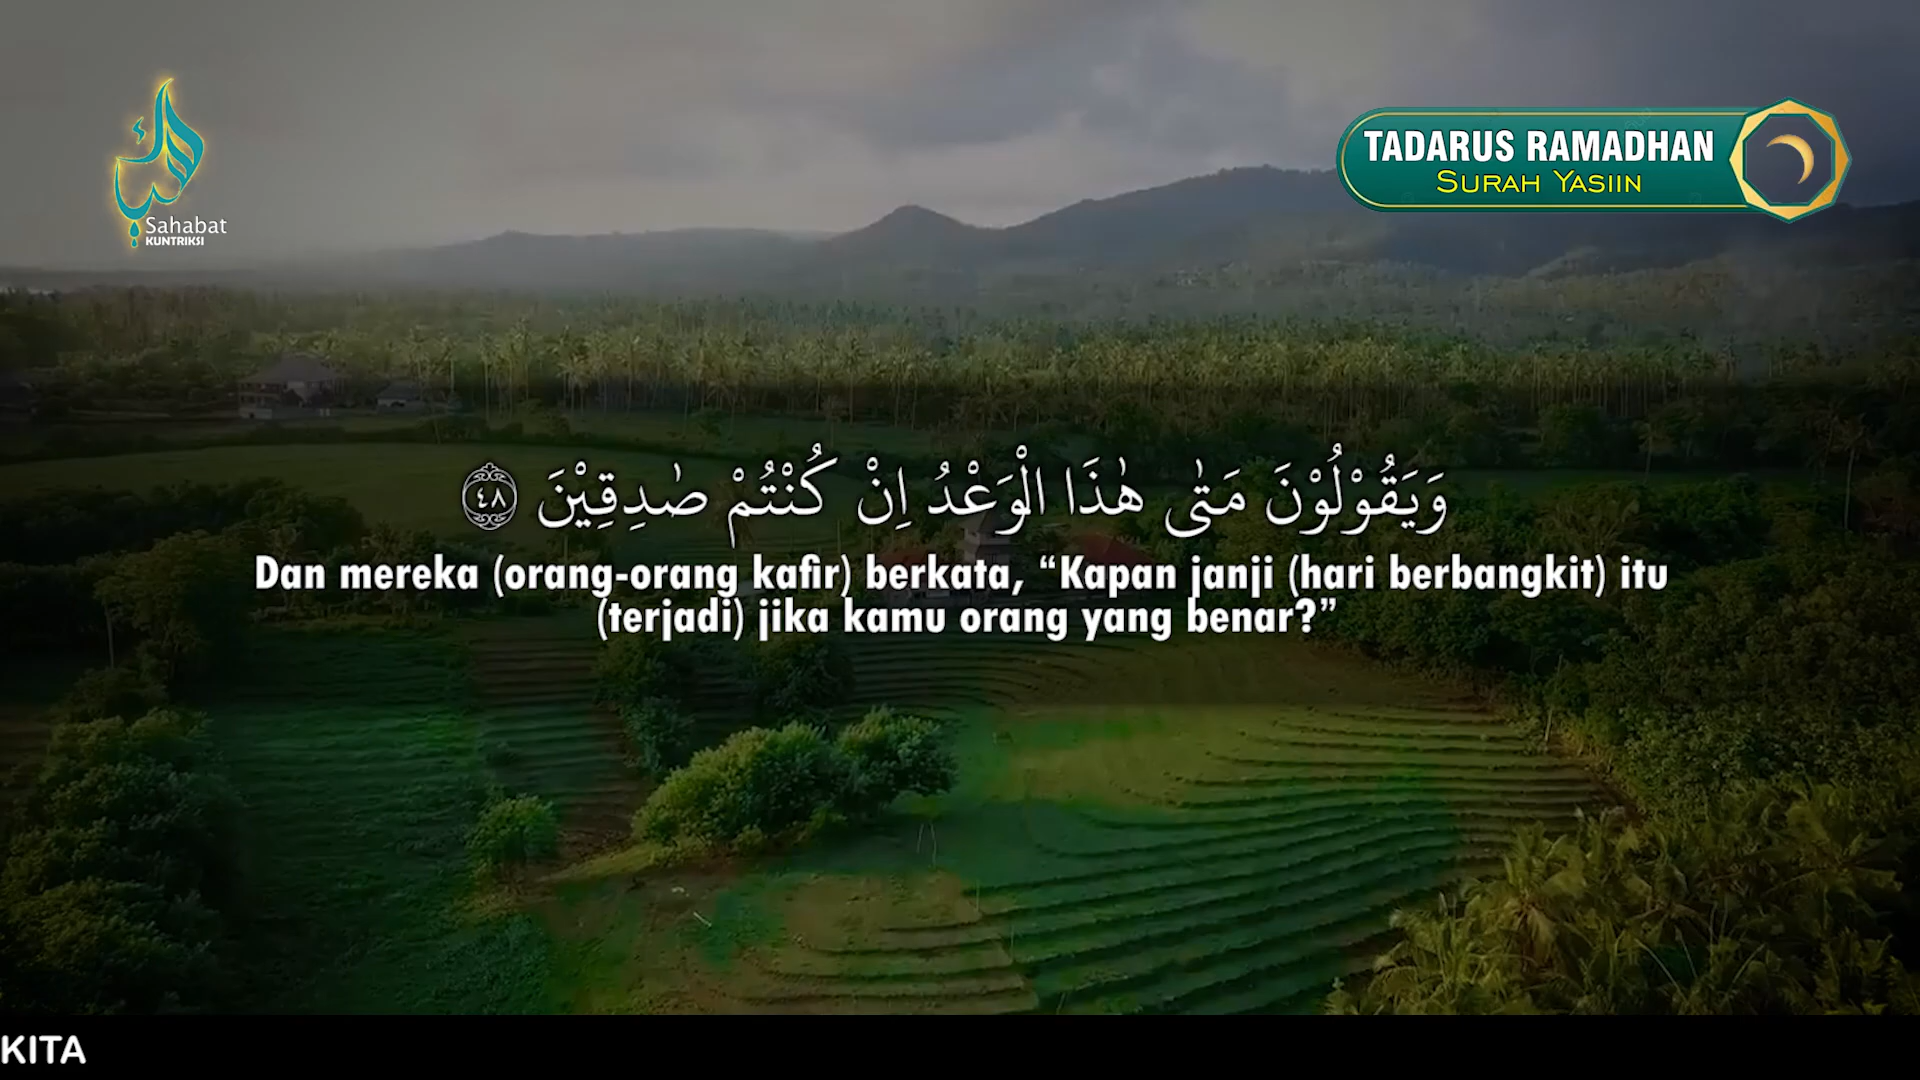 Sahabat
KUNTRIKSI
TADARUS RAMADHAN
SURAH YASIIN
وَيَقُوْلُوْنَ مَتٰى هٰذَا الْوَعْدُ اِنْ كُنْتُمْ صٰدِقِيْنَ ٤٨
Dan mereka (orang-orang kafir) berkata, “Kapan janji (hari berbangkit) itu
(terjadi) jika kamu orang yang benar?”
KITA